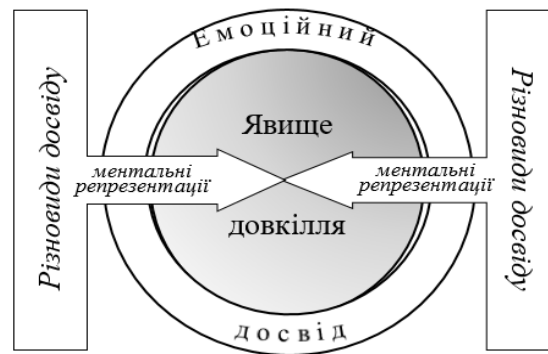 Емоційний
Різновиди досвіду
Явище
ментальні
репрезентації
ментальні
репрезентації
довкілля
Різновиди досвіду
досвід